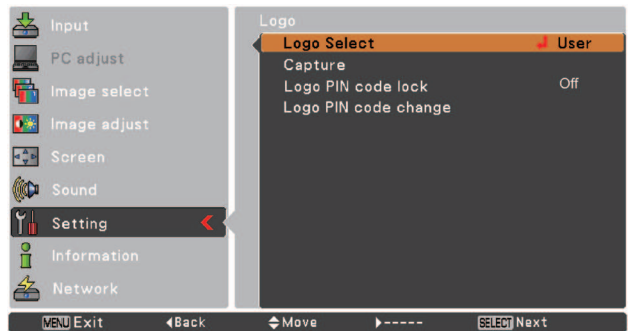 Input
PC adjust
Image select
Image adjust
Screen
Sound
Setting
Information
Network
Logo
Logo Select User
Capture
Logo PIN code lock Off
Logo PIN code change
MENU Exit Back Move ----- SELECT Next